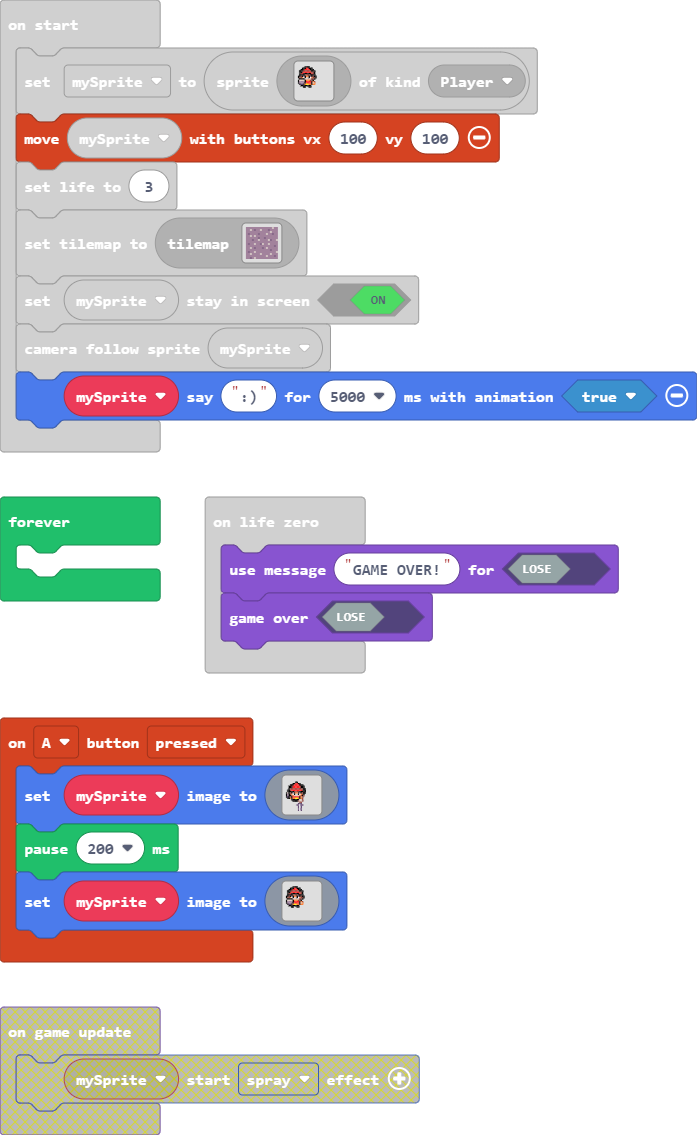 on start
set mySprite to sprite of kind Player
move mySprite with buttons vx 100 vy 100
set life to 3
set tilemap to tilemap
set mySprite stay in screen ON
camera follow sprite mySprite
mySprite say ":)" for 5000 ms with animation true
forever
on life zero
use message "GAME OVER!" for LOSE
game over LOSE
on A button pressed
set mySprite image to
pause 200 ms
set mySprite image to
on game update
mySprite start spray effect